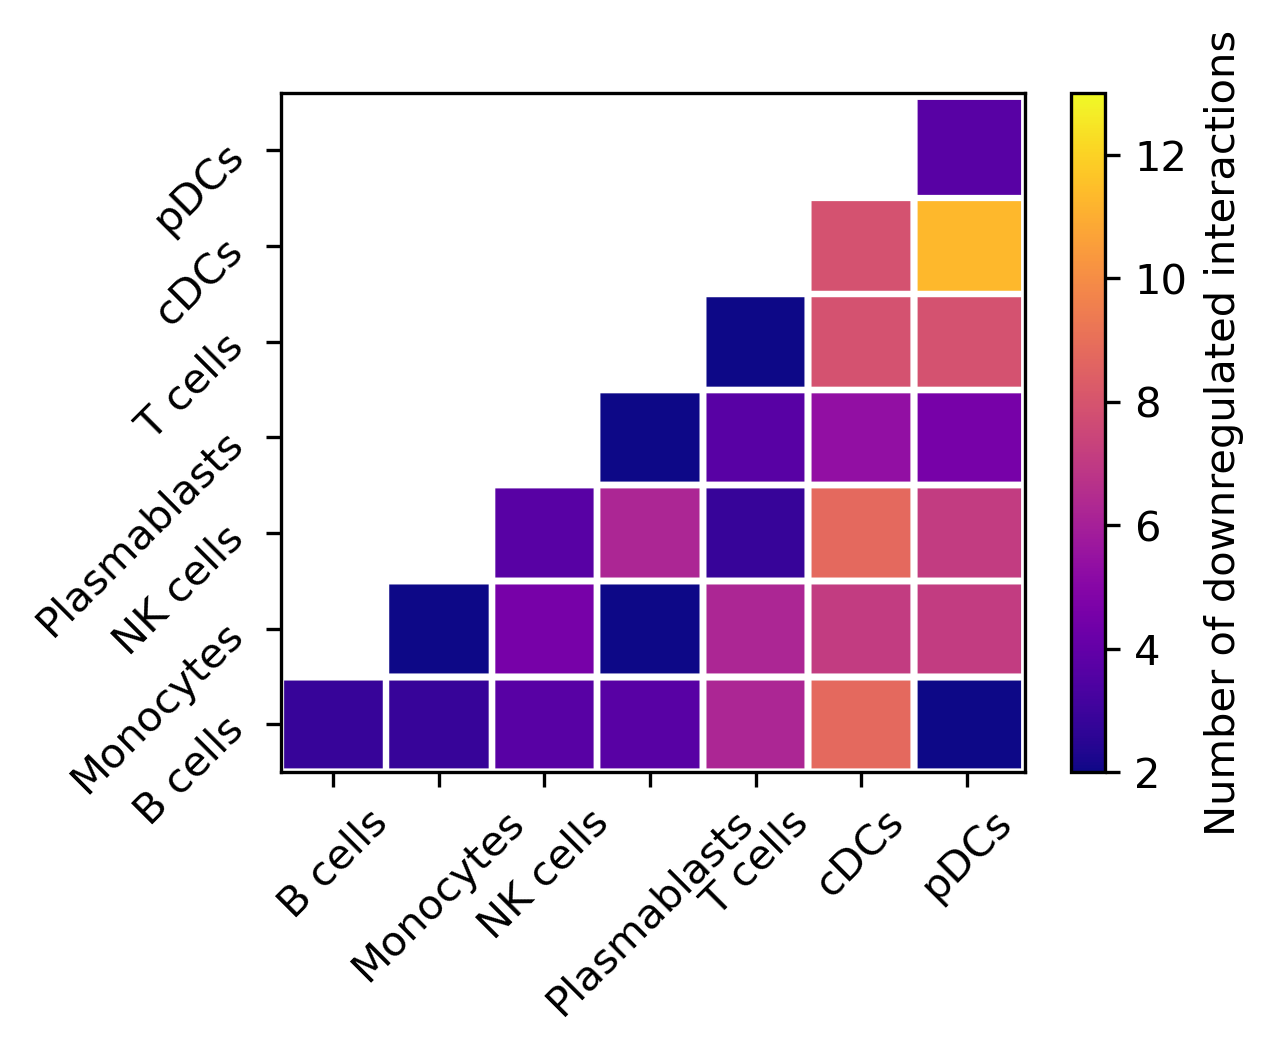 pDCs
cDCs
T cells
Plasmablasts
NK cells
Monocytes
B cells
B cells
Monocytes
NK cells
Plasmablasts
T cells
cDCs
pDCs
12
10
8
6
4
2
Number of downregulated interactions